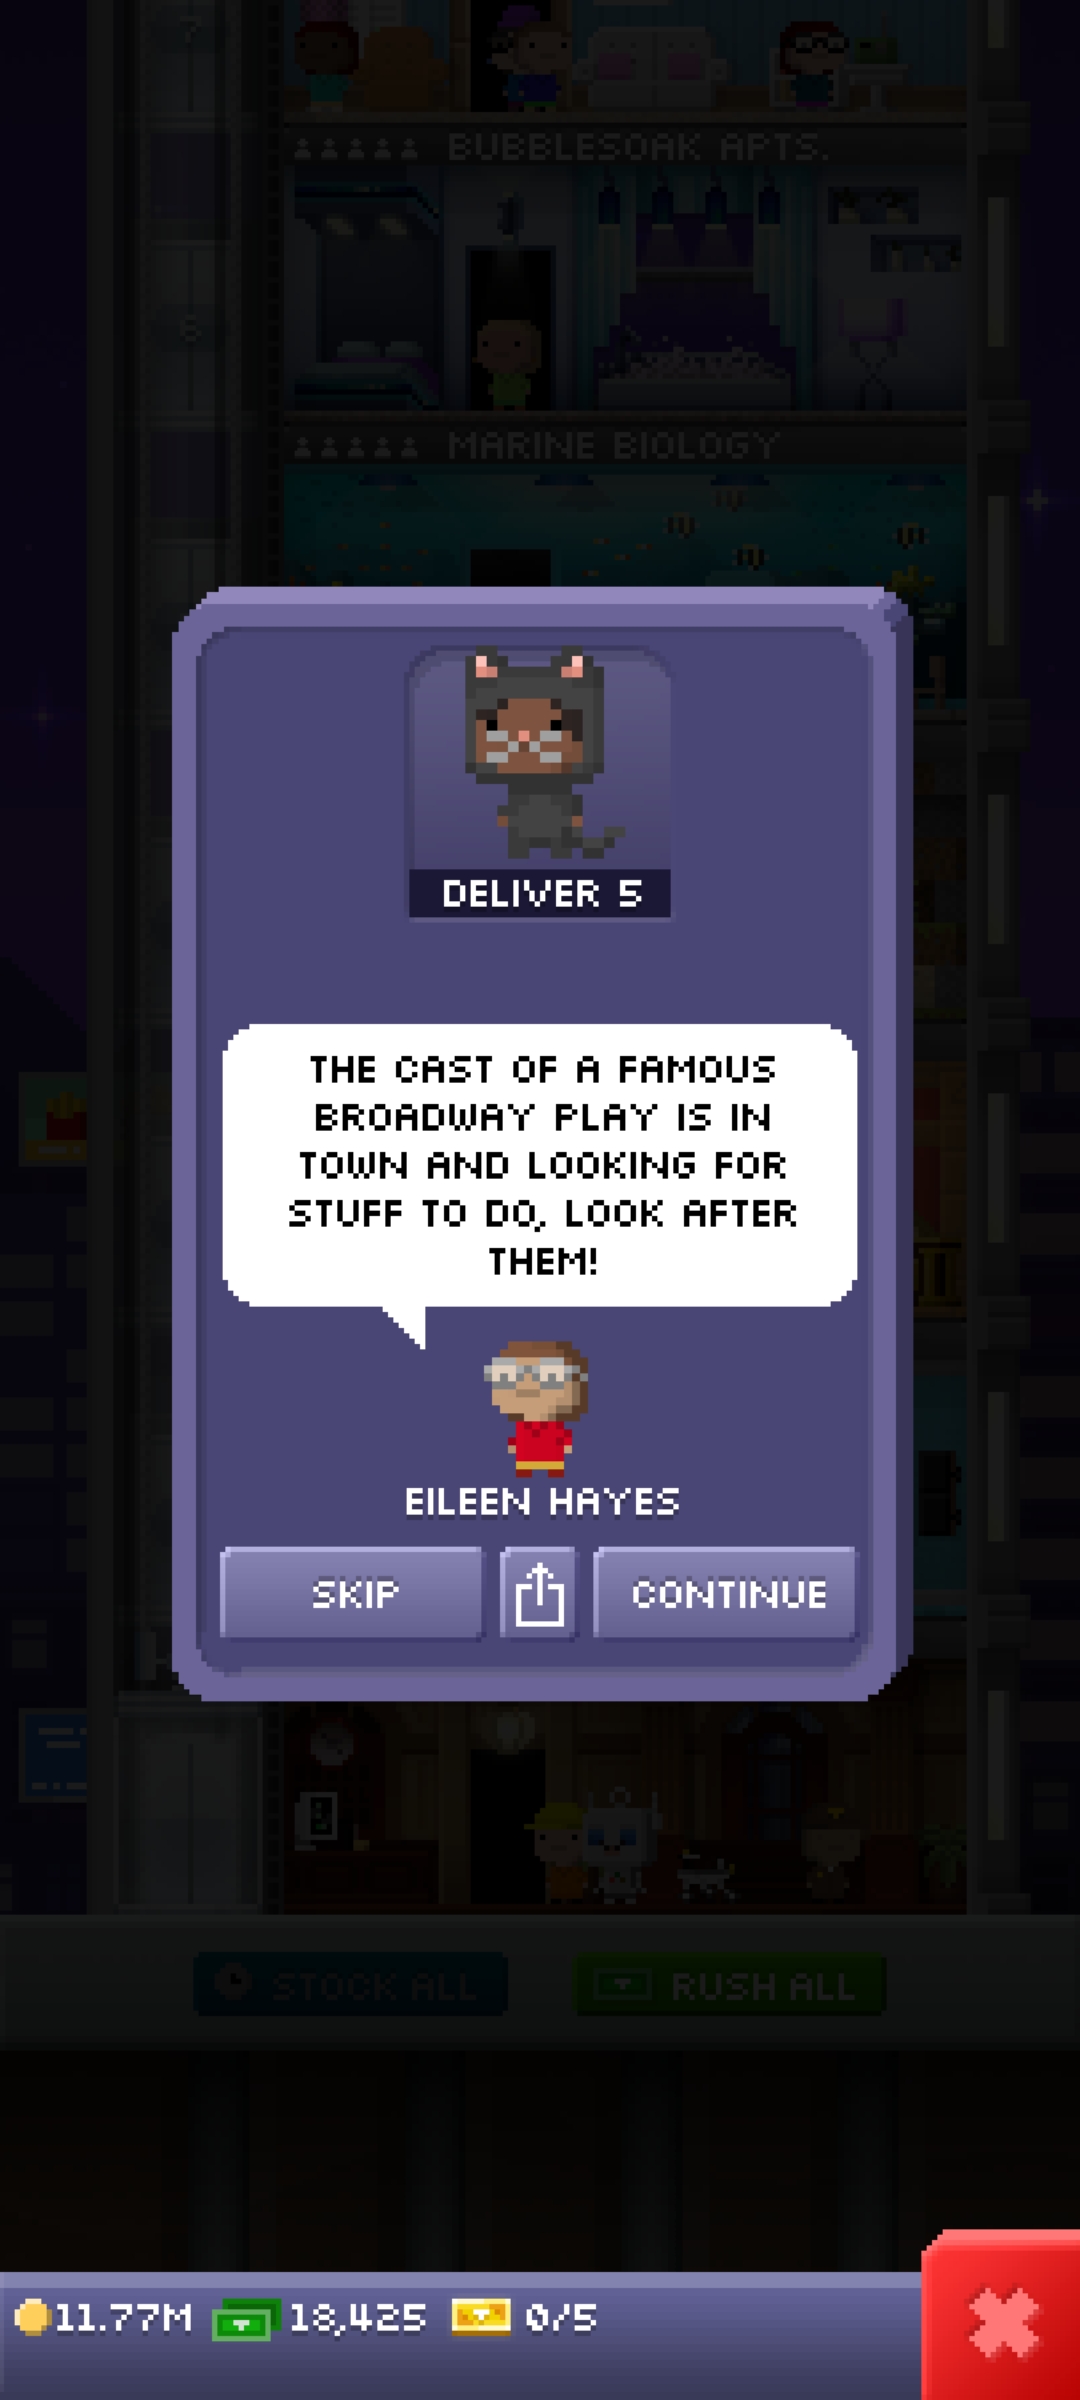 7
BUBBLESOAK APTS.
6
MARINE BIOLOGY
DELIVER 5
THE CAST OF A FAMOUS
BROADWAY PLAY IS IN
TOWN AND LOOKING FOR
STUFF TO DO, LOOK AFTER
THEM!
EILEEN HAYES
SKIP
CONTINUE
STOCK ALL
RUSH ALL
11.77M
18,425
0/5